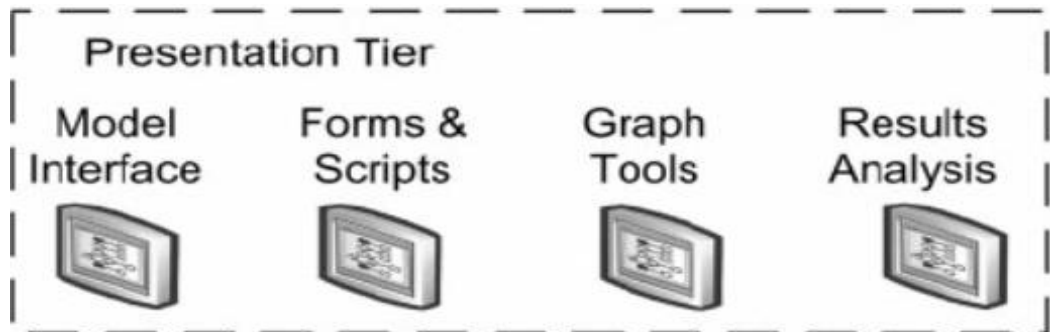 Presentation Tier
Model Interface
Forms & Scripts
Graph Tools
Results Analysis